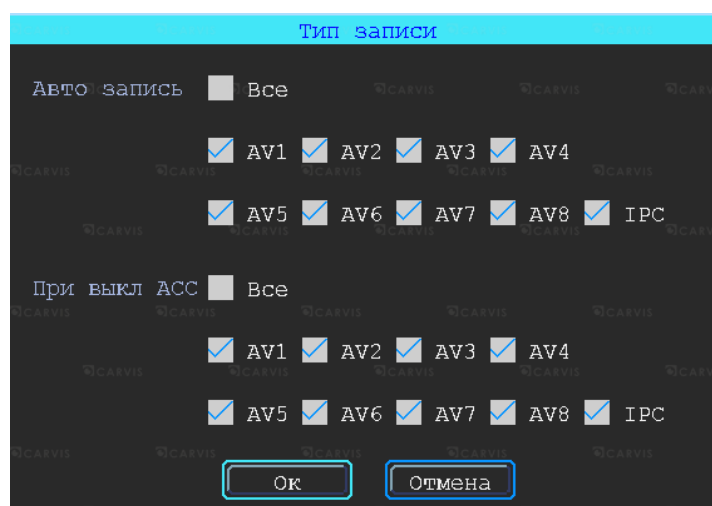 Тип записи
Авто запись Все
AV1 AV2 AV3 AV4
AV5 AV6 AV7 AV8 IPC
При выкл ACC Все
AV1 AV2 AV3 AV4
AV5 AV6 AV7 AV8 IPC
Ок Отмена